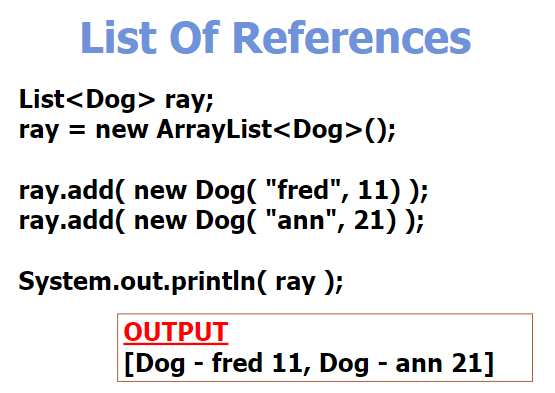 List Of References
List<Dog> ray;
ray = new ArrayList<Dog>();
ray.add( new Dog( "fred", 11) );
ray.add( new Dog( "ann", 21) );
System.out.println( ray );
OUTPUT
[Dog - fred 11, Dog - ann 21]